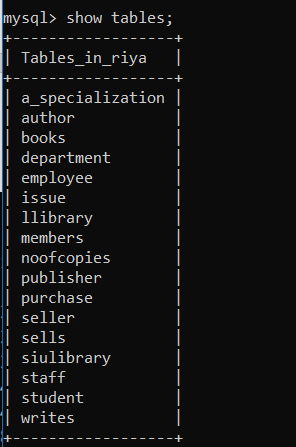 mysql> show tables;
+------------------+
| Tables_in_riya   |
+------------------+
| a_specialization |
| author           |
| books            |
| department       |
| employee         |
| issue            |
| llibrary         |
| members          |
| noofcopies       |
| publisher        |
| purchase         |
| seller           |
| sells            |
| siulibrary       |
| staff            |
| student          |
| writes           |
+------------------+